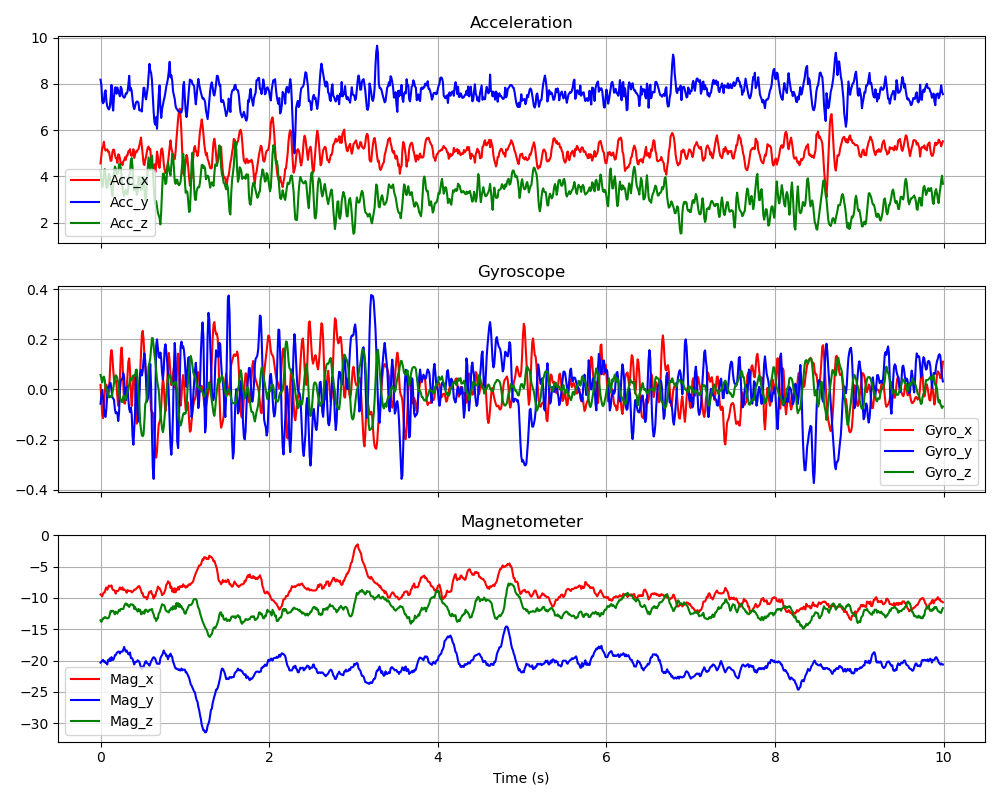 Acceleration
10
8
6
4
2
Acc_x
Acc_y
Acc_z
Gyroscope
0.4
0.2
0.0
−0.2
−0.4
Gyro_x
Gyro_y
Gyro_z
Magnetometer
0
−5
−10
−15
−20
−25
−30
Mag_x
Mag_y
Mag_z
0 2 4 6 8 10
Time (s)